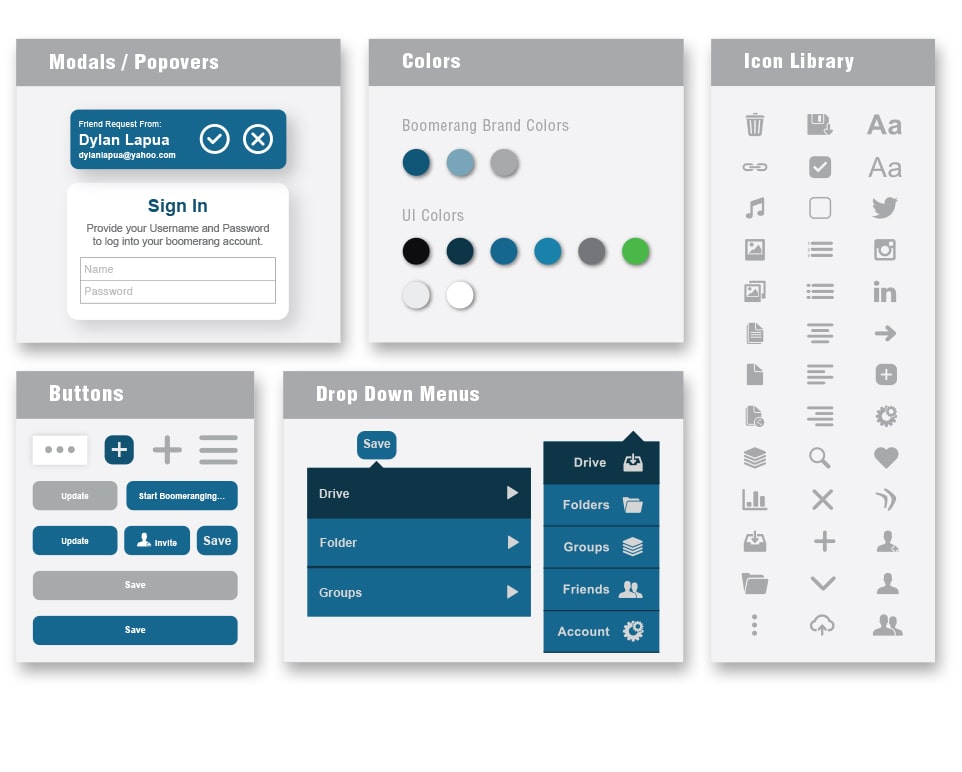 Modals / Popovers
Friend Request From:
Dylan Lapua
dylanlapua@yahoo.com
Sign In
Provide your Username and Password
to log into your boomerang account.
Name
Password
Colors
Boomerang Brand Colors
UI Colors
Icon Library
Aa
Aa
in
Buttons
Update
Start Boomeranging...
Update
Invite
Save
Save
Save
Drop Down Menus
Save
Drive
Folder
Groups
Drive
Folders
Groups
Friends
Account